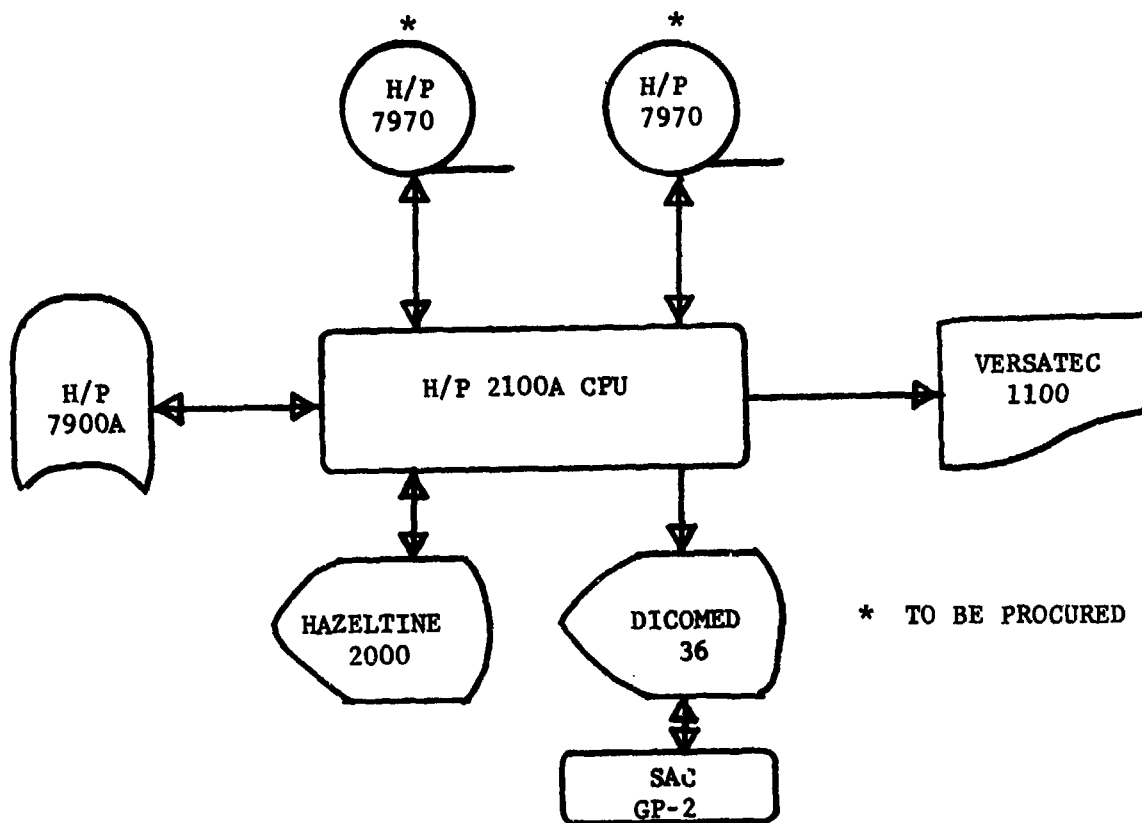 *
*
H/P
7970
H/P
7970
H/P
7900A
H/P 2100A CPU
VERSATEC
1100
HAZELTINE
2000
DICOMED
36
* TO BE PROCURED
SAC
GP-2